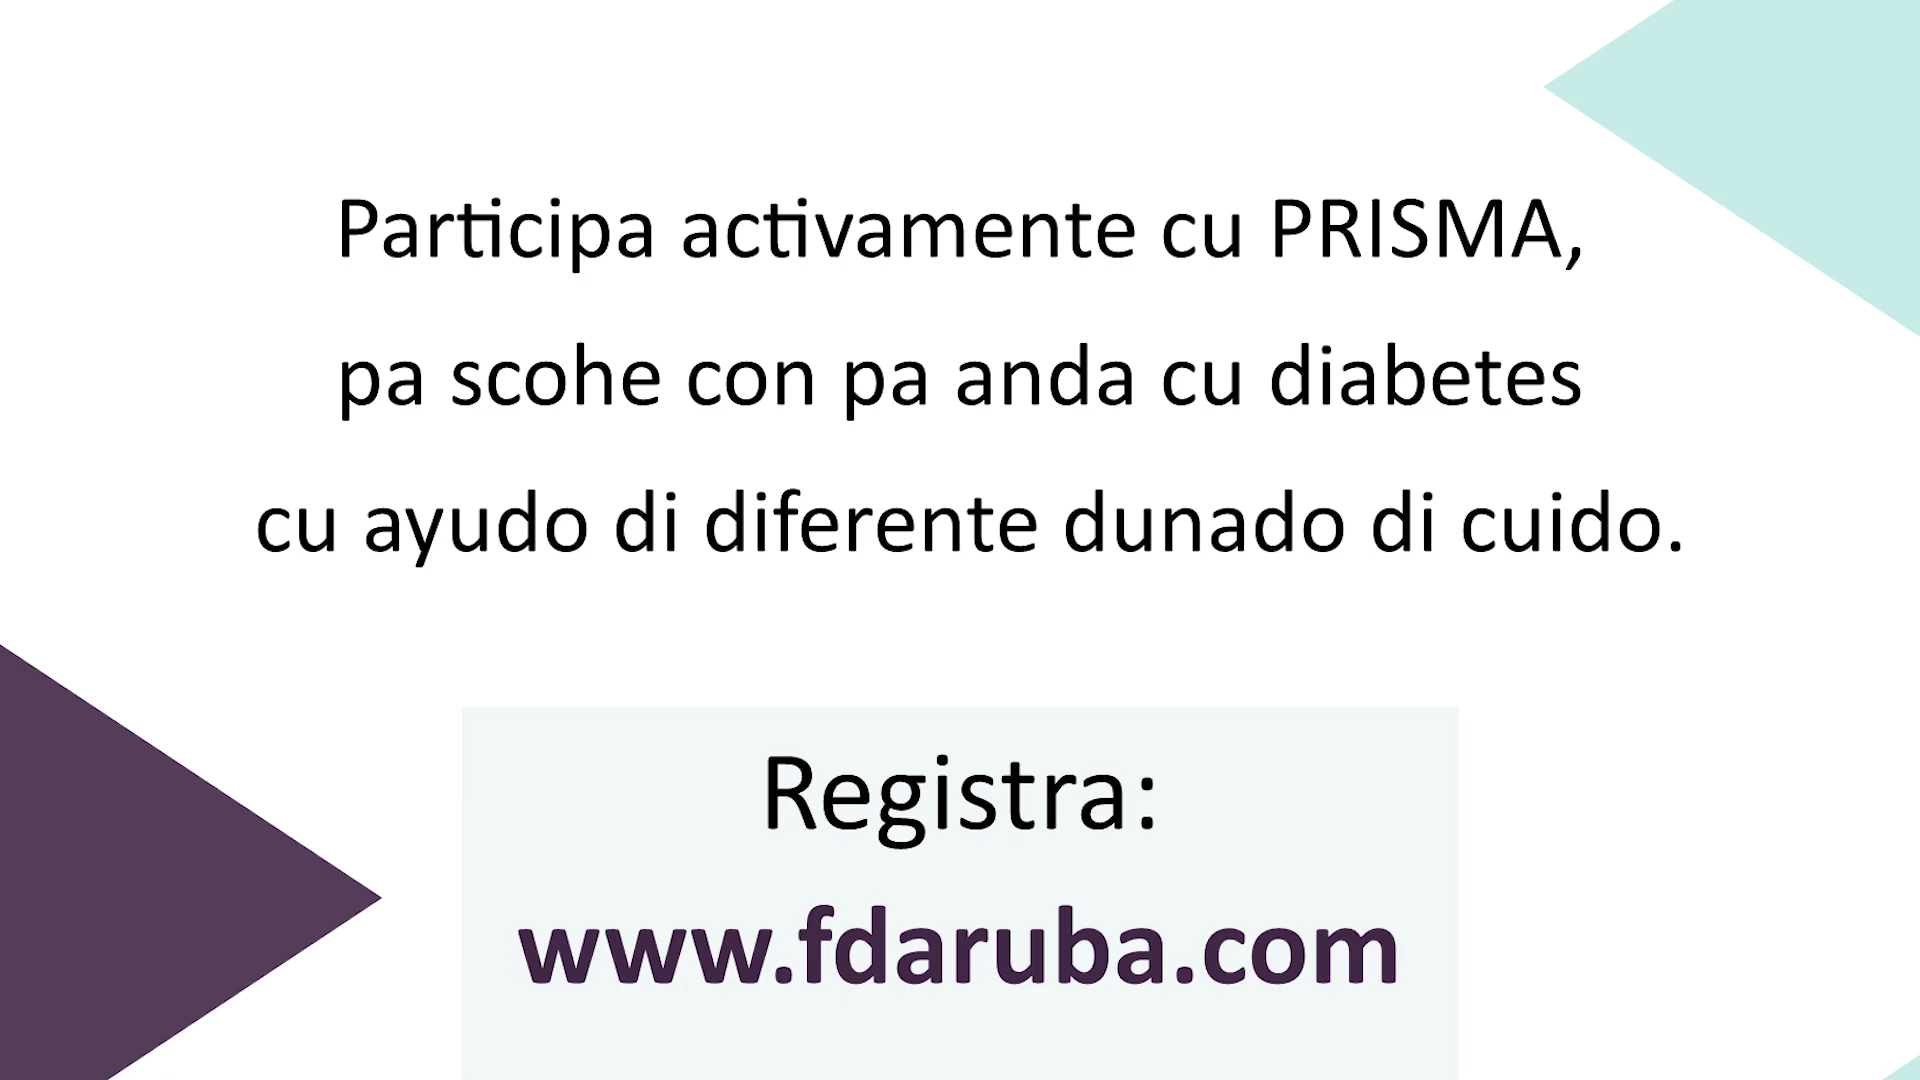 Participa activamente cu PRISMA,
pa scohe con pa anda cu diabetes
cu ayudo di diferente dunado di cuido.
Registra:
www.fdaruba.com